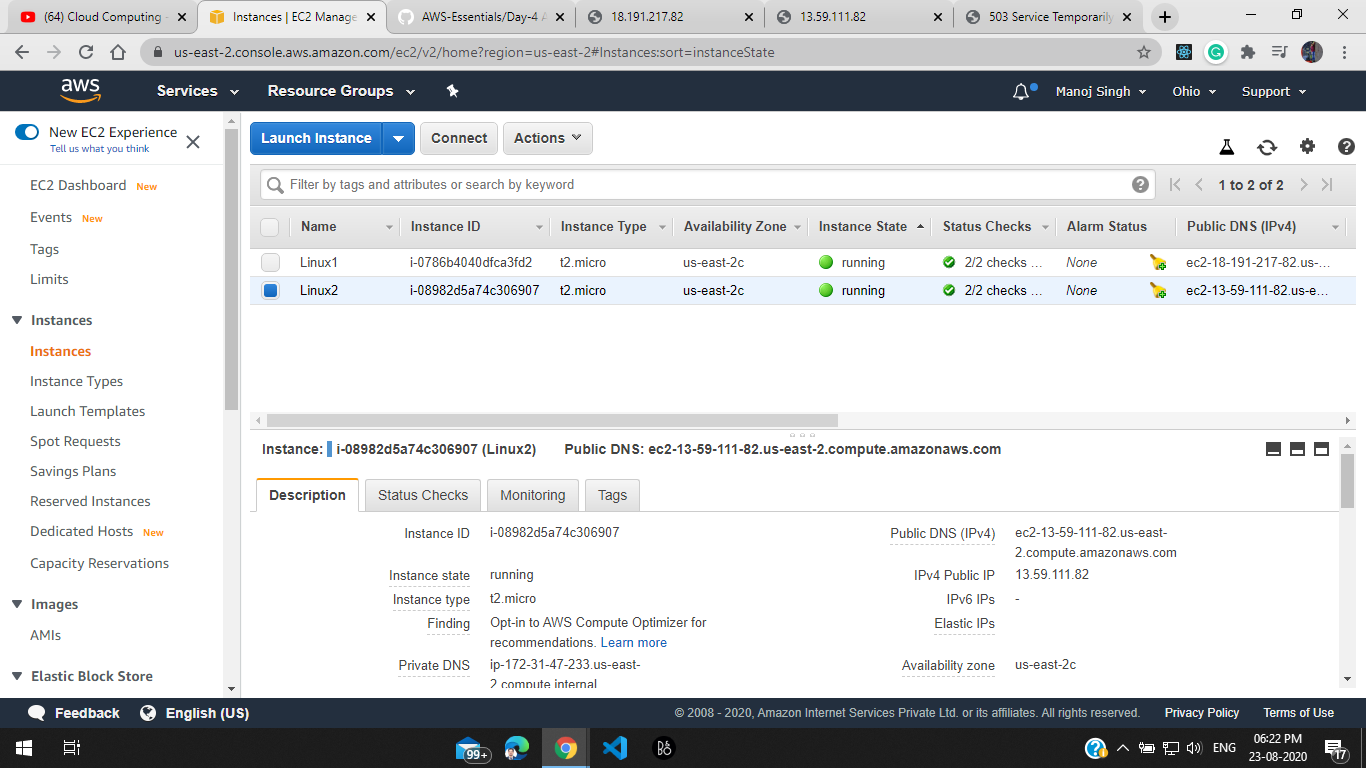 (64) Cloud Computing -
Instances | EC2 Manage
AWS-Essentials/Day-4 A
18.191.217.82
13.59.111.82
503 Service Temporarily
us-east-2.console.aws.amazon.com/ec2/v2/home?region=us-east-2#Instances:sort=instanceState
aws
Services
Resource Groups
Manoj Singh
Ohio
Support
New EC2 Experience
Tell us what you think
EC2 Dashboard New
Events New
Tags
Limits
Instances
Instances
Instance Types
Launch Templates
Spot Requests
Savings Plans
Reserved Instances
Dedicated Hosts New
Capacity Reservations
Images
AMIs
Elastic Block Store
Launch Instance
Connect
Actions
Filter by tags and attributes or search by keyword
1 to 2 of 2
Name Instance ID Instance Type Availability Zone Instance State Status Checks Alarm Status Public DNS (IPv4)
Linux1 i-0786b4040dfca3fd2 t2.micro us-east-2c running 2/2 checks ... None ec2-18-191-217-82.us-...
Linux2 i-08982d5a74c306907 t2.micro us-east-2c running 2/2 checks ... None ec2-13-59-111-82.us-e...
Instance: i-08982d5a74c306907 (Linux2) Public DNS: ec2-13-59-111-82.us-east-2.compute.amazonaws.com
Description Status Checks Monitoring Tags
Instance ID i-08982d5a74c306907
Instance state running
Instance type t2.micro
Finding Opt-in to AWS Compute Optimizer for
recommendations. Learn more
Private DNS ip-172-31-47-233.us-east-
2.compute.internal
Public DNS (IPv4) ec2-13-59-111-82.us-east-
2.compute.amazonaws.com
IPv4 Public IP 13.59.111.82
IPv6 IPs -
Elastic IPs
Availability zone us-east-2c
Feedback
English (US)
© 2008 - 2020, Amazon Internet Services Private Ltd. or its affiliates. All rights reserved.
Privacy Policy
Terms of Use
99+
ENG
06:22 PM
23-08-2020
17